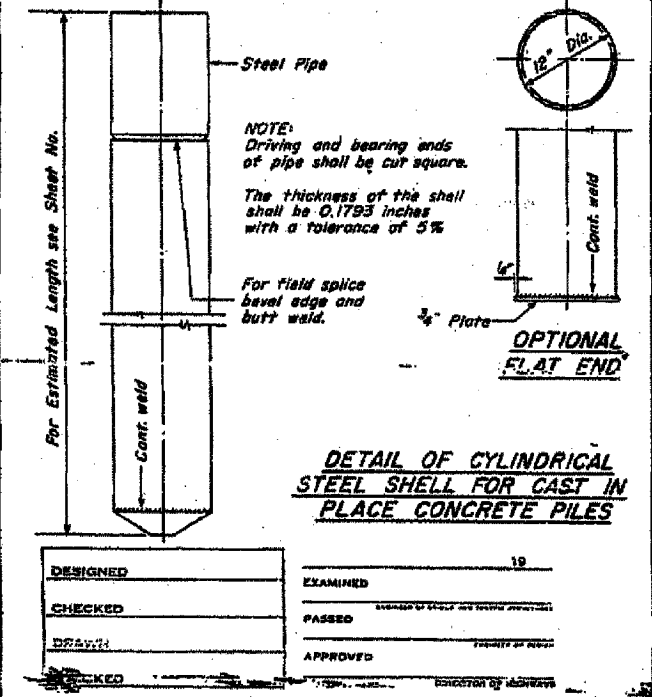 Steel Pipe
12" Dia.
NOTE:
Driving and bearing ends
of pipe shall be cut square.
The thickness of the shell
shall be 0.1793 inches
with a tolerance of 5%
For Estimated Length see Sheet No.
For field splice
bevel edge and
butt weld.
Cont. weld
Cont. weld
3/4" Plate
OPTIONAL
FLAT END
DETAIL OF CYLINDRICAL
STEEL SHELL FOR CAST IN
PLACE CONCRETE PILES
DESIGNED
CHECKED
DRAWN
CHECKED
19
EXAMINED
PASSED
ENGINEER OF DESIGN
APPROVED
DIRECTOR OF HIGHWAYS